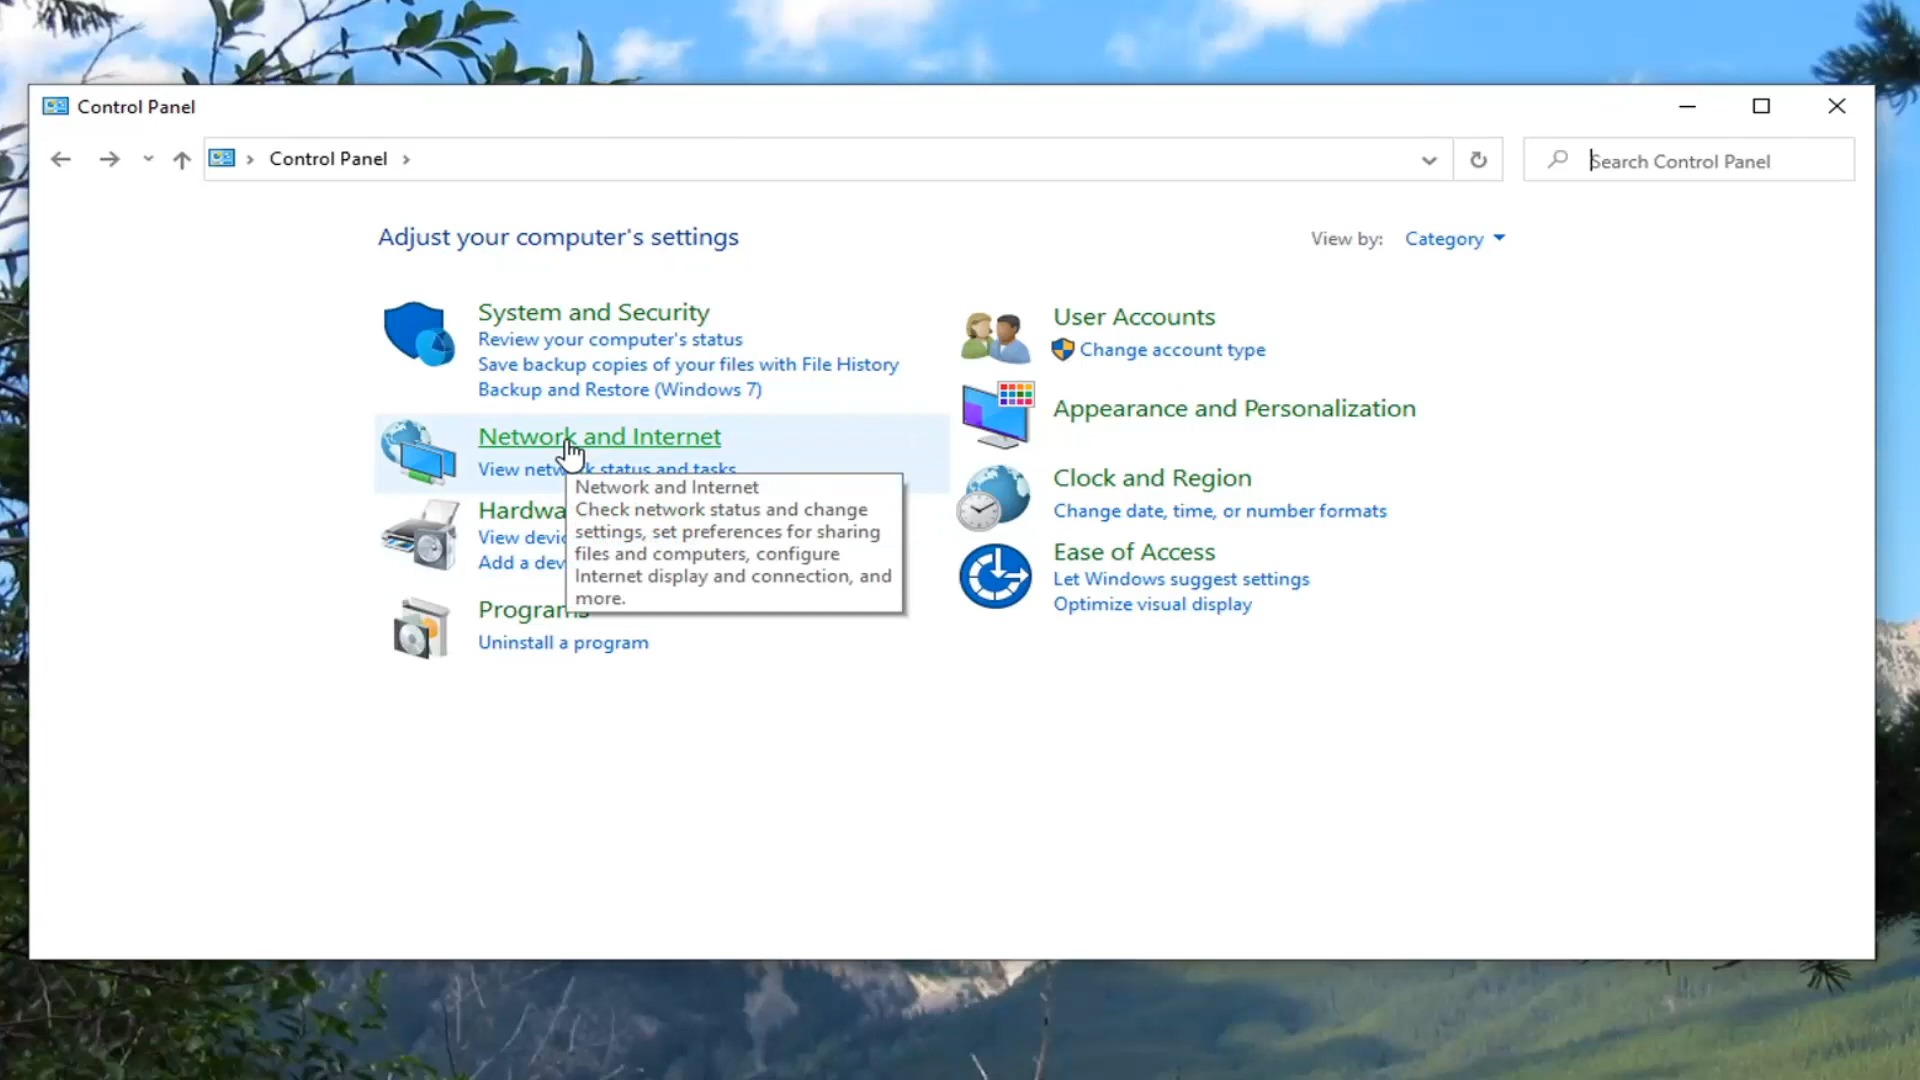 Control Panel
Control Panel
Search Control Panel
Adjust your computer's settings
View by: Category
System and Security
Review your computer's status
Save backup copies of your files with File History
Backup and Restore (Windows 7)
Network and Internet
View network status and tasks
Network and Internet
Check network status and change
settings, set preferences for sharing
files and computers, configure
Internet display and connection, and
more.
Hardwa
View devic
Add a dev
Programs
Uninstall a program
User Accounts
Change account type
Appearance and Personalization
Clock and Region
Change date, time, or number formats
Ease of Access
Let Windows suggest settings
Optimize visual display